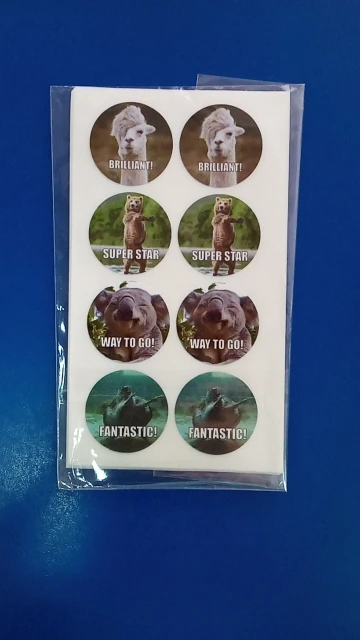 BRILLIANT! BRILLIANT!
SUPER STAR SUPER STAR
WAY TO GO! WAY TO GO!
FANTASTIC! FANTASTIC!